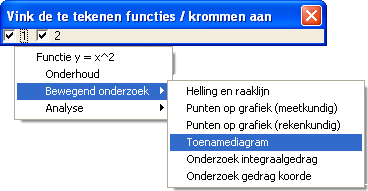 Vink de te tekenen functies / krommen aan
1 2
Functie y = x^2
Onderhoud
Bewegend onderzoek
Analyse
Helling en raaklijn
Punten op grafiek (meetkundig)
Punten op grafiek (rekenkundig)
Toenamediagram
Onderzoek integraalgedrag
Onderzoek gedrag koorde